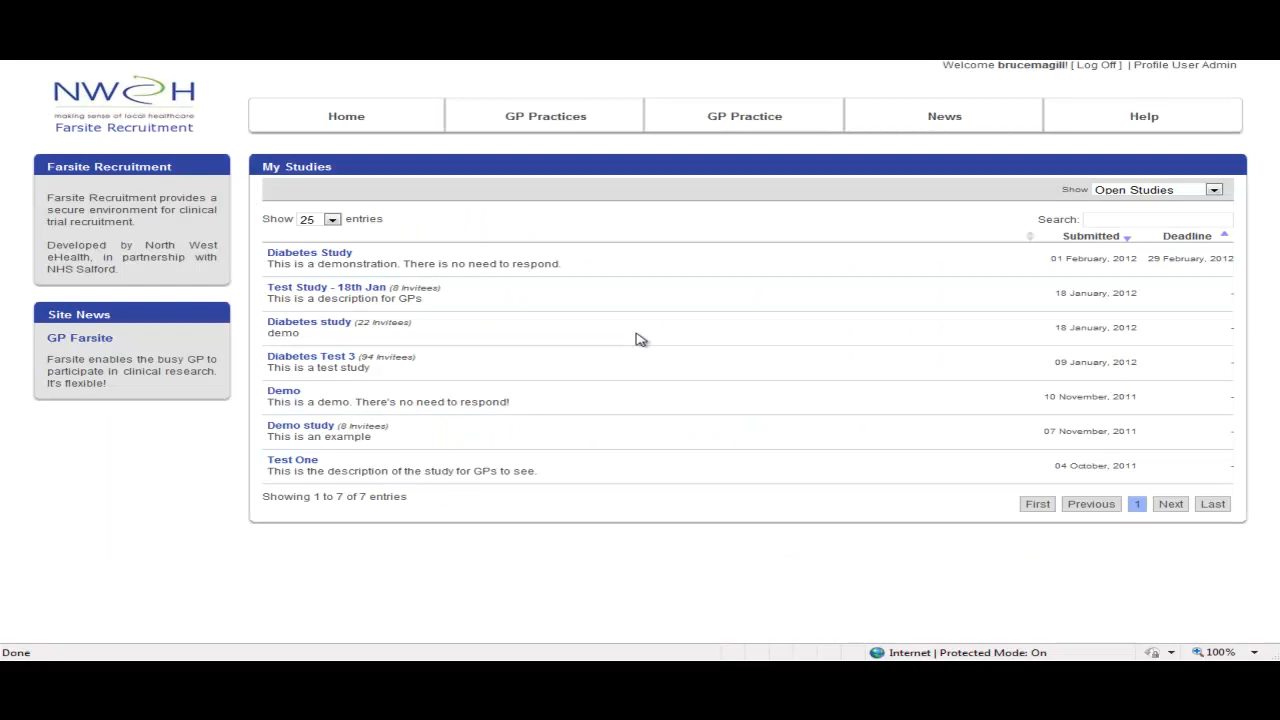 Welcome brucemagill! [ Log Off ] | Profile User Admin
NWEH
making sense of local healthcare
Farsite Recruitment
Home
GP Practices
GP Practice
News
Help
Farsite Recruitment
Farsite Recruitment provides a
secure environment for clinical
trial recruitment.
Developed by North West
eHealth, in partnership with
NHS Salford.
Site News
GP Farsite
Farsite enables the busy GP to
participate in clinical research.
It's flexible!
My Studies
Show Open Studies
Show 25 entries
Search:
Submitted Deadline
Diabetes Study
This is a demonstration. There is no need to respond.
01 February, 2012 29 February, 2012
Test Study - 18th Jan (8 Invitees)
This is a description for GPs
18 January, 2012 -
Diabetes study (22 Invitees)
demo
18 January, 2012 -
Diabetes Test 3 (94 Invitees)
This is a test study
09 January, 2012 -
Demo
This is a demo. There's no need to respond!
10 November, 2011 -
Demo study (8 Invitees)
This is an example
07 November, 2011 -
Test One
This is the description of the study for GPs to see.
04 October, 2011 -
Showing 1 to 7 of 7 entries
First Previous 1 Next Last
Done
Internet | Protected Mode: On
100%